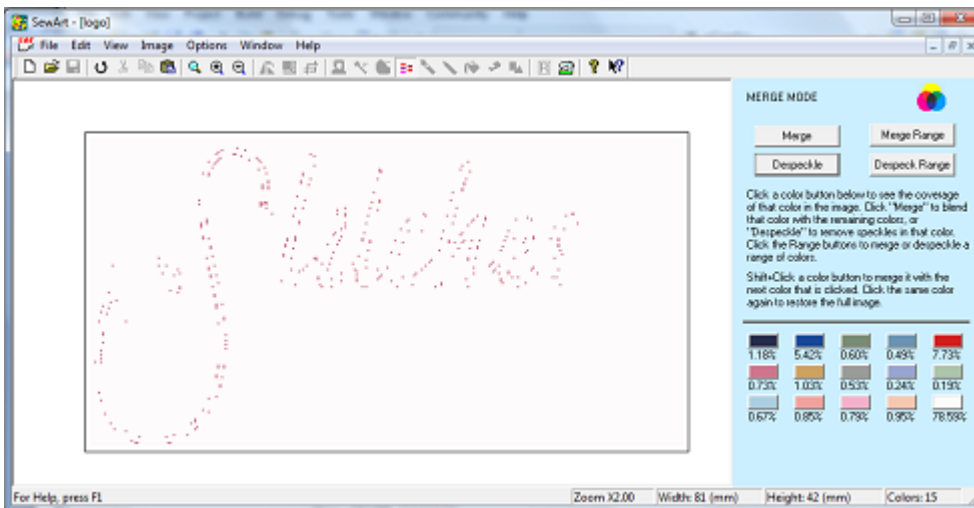 SewArt - [logo]
File Edit View Image Options Window Help
MERGE MODE
Merge Merge Range
Despeckle Despeck Range
Click a color button below to see the coverage
of that color in the image. Click "Merge" to blend
that color with the remaining colors, or
"Despeckle" to remove speckles in that color.
Click the Range buttons to merge or despeckle a
range of colors.
Shift+Click a color button to merge it with the
next color that is clicked. Click the same color
again to restore the full image.
1.18% 5.42% 0.60% 0.49% 7.73%
0.73% 1.03% 0.53% 0.24% 0.19%
0.67% 0.85% 0.79% 0.95% 78.59%
For Help, press F1 Zoom X2.00 Width: 81 (mm) Height: 42 (mm) Colors: 15